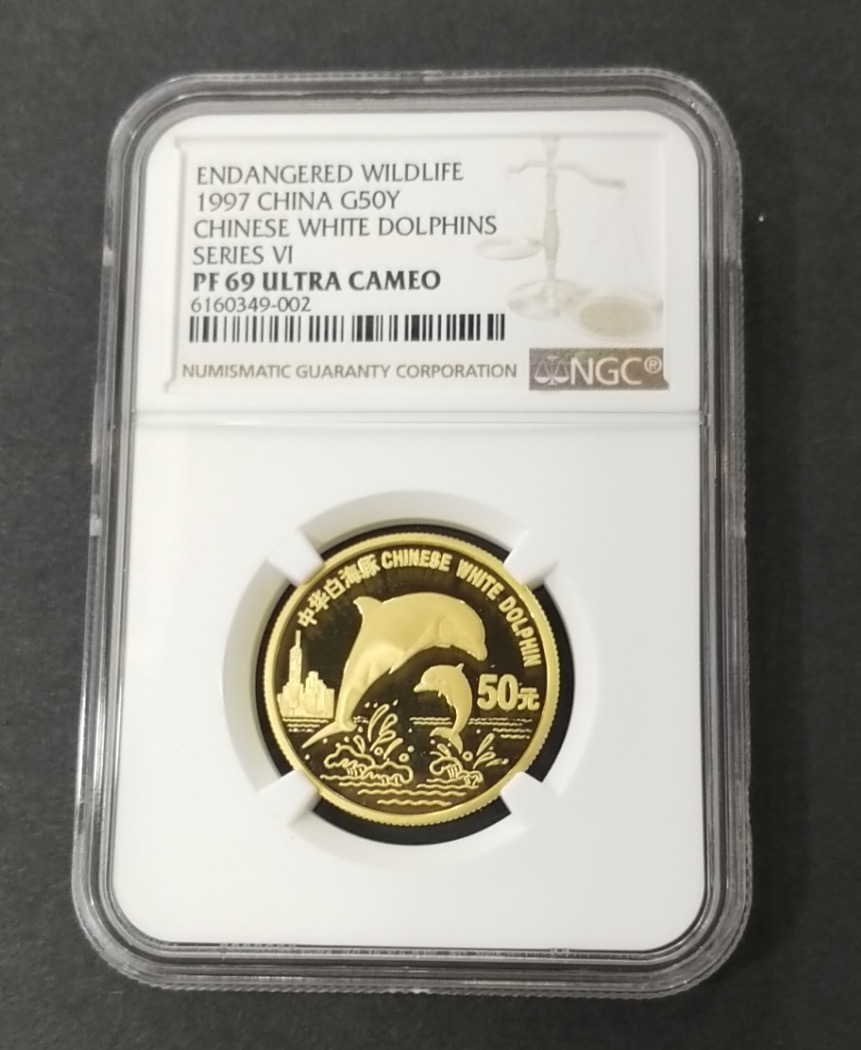 ENDANGERED WILDLIFE
1997 CHINA G50Y
CHINESE WHITE DOLPHINS
SERIES VI
PF 69 ULTRA CAMEO
6160349-002
NUMISMATIC GUARANTY CORPORATION
NGC®
中华白海豚 CHINESE WHITE DOLPHIN
50元